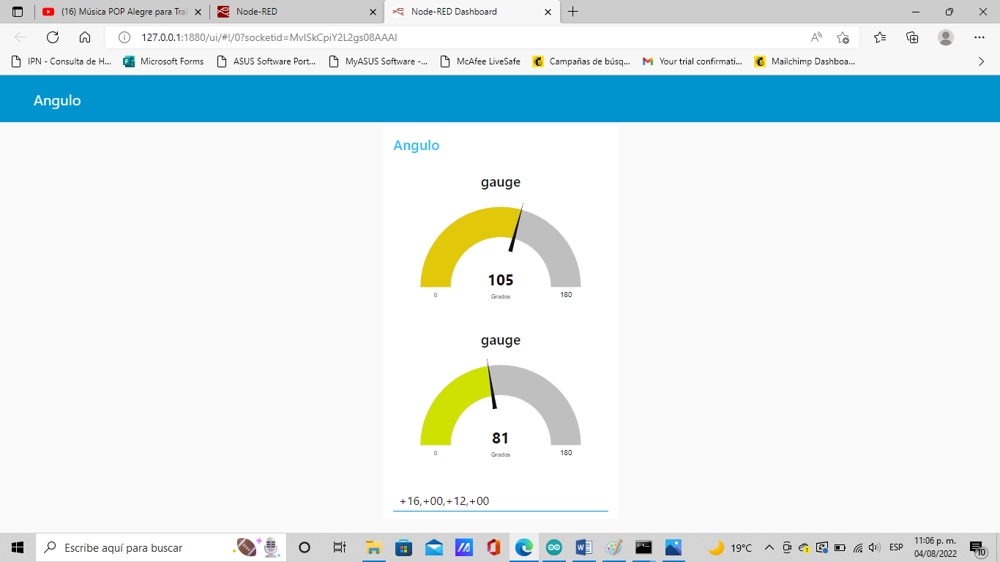 (16) Música POP Alegre para Tral
Node-RED
Node-RED Dashboard
127.0.0.1:1880/ui/#!/0?socketid=MvISkCpiY2L2gs08AAAI
IPN - Consulta de H...
Microsoft Forms
ASUS Software Port...
MyASUS Software -...
McAfee LiveSafe
Campañas de búsq...
Your trial confirmati...
Mailchimp Dashboa...
Angulo
Angulo
gauge
105
Grados
0
180
gauge
81
Grados
0
180
+16,+00,+12,+00
Escribe aquí para buscar
19°C
ESP
11:06 p. m.
04/08/2022
10